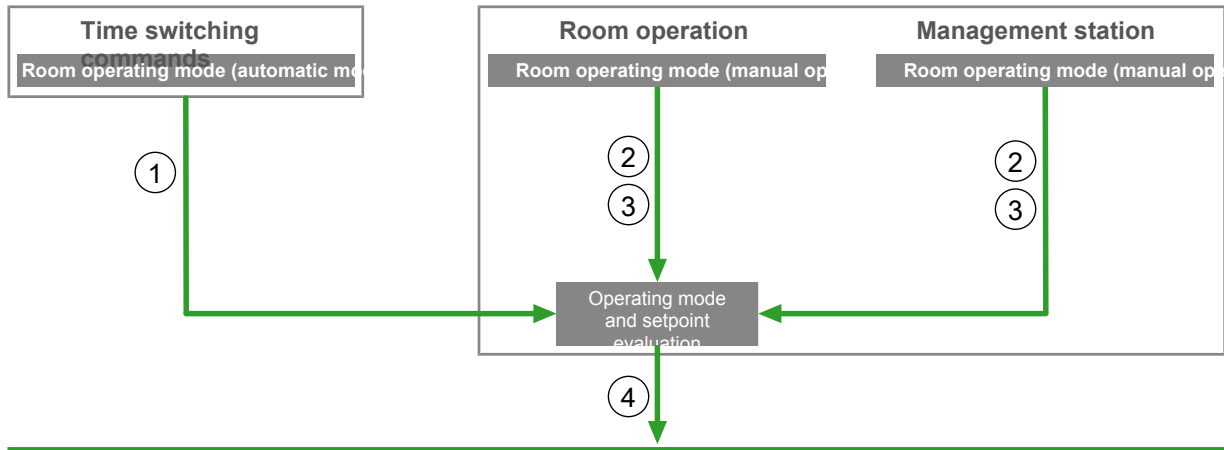 Time switching
commands
Room operating mode (automatic mo
Room operation
Room operating mode (manual op
Management station
Room operating mode (manual ope
1
2
3
2
3
Operating mode
and setpoint
evaluation
4